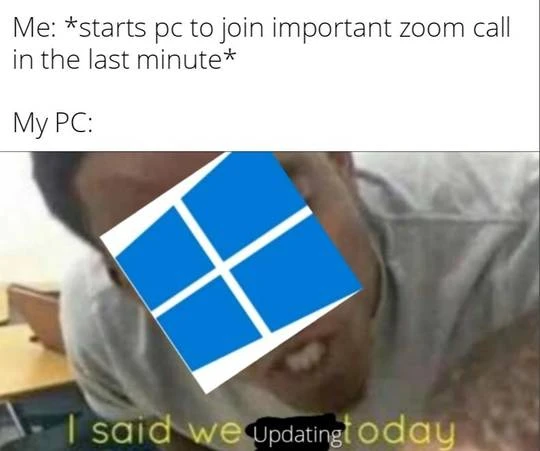 Me: *starts pc to join important zoom call
in the last minute*
My PC:
I said we Updating today